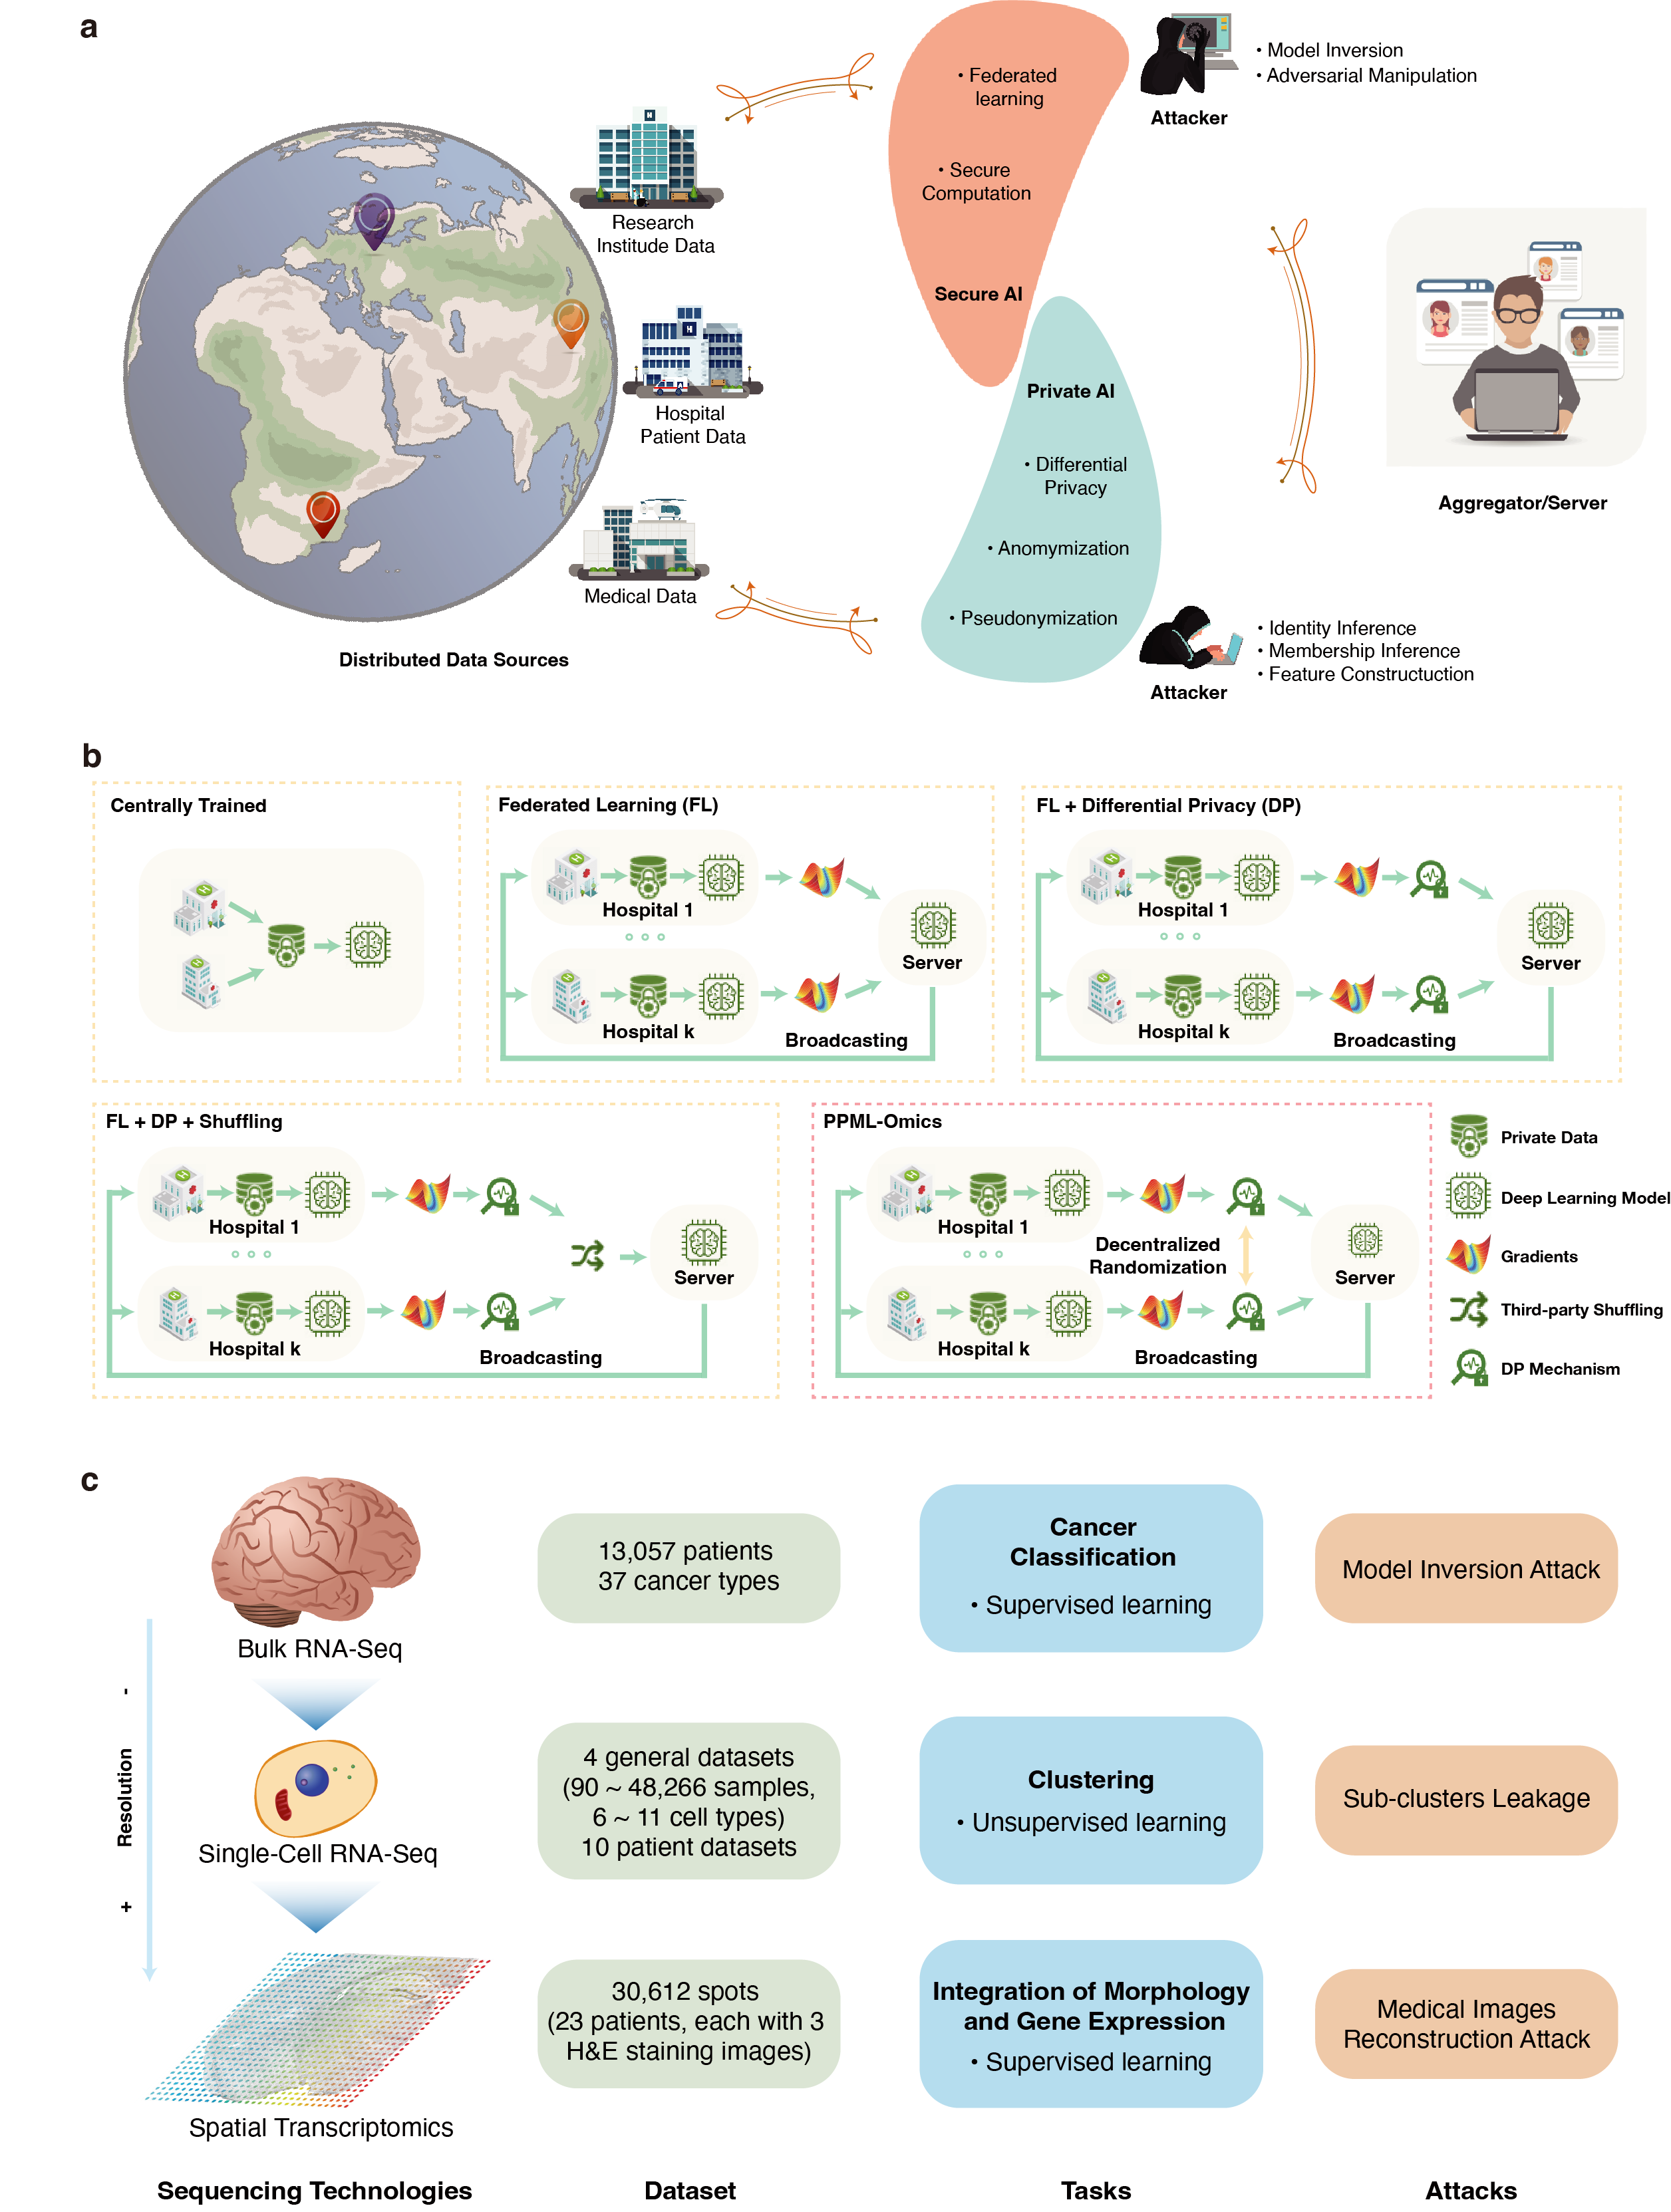 a
• Federated
learning
• Secure
Computation
Secure AI
Private AI
• Differential
Privacy
• Anomymization
• Pseudonymization
Attacker
• Model Inversion
• Adversarial Manipulation
H
Research
Institude Data
H
Hospital
Patient Data
Medical Data
Distributed Data Sources
Aggregator/Server
Attacker
• Identity Inference
• Membership Inference
• Feature Constructuction
b
Centrally Trained
H
H
Federated Learning (FL)
H
Hospital 1
H
Hospital k
Server
Broadcasting
FL + Differential Privacy (DP)
H
Hospital 1
H
Hospital k
Server
Broadcasting
FL + DP + Shuffling
H
Hospital 1
H
Hospital k
Server
Broadcasting
PPML-Omics
H
Hospital 1
Decentralized
Randomization
H
Hospital k
Server
Broadcasting
Private Data
Deep Learning Model
Gradients
Third-party Shuffling
DP Mechanism
c
- Resolution +
Bulk RNA-Seq
13,057 patients
37 cancer types
Cancer
Classification
• Supervised learning
Model Inversion Attack
Single-Cell RNA-Seq
4 general datasets
(90 ~ 48,266 samples,
6 ~ 11 cell types)
10 patient datasets
Clustering
• Unsupervised learning
Sub-clusters Leakage
Spatial Transcriptomics
30,612 spots
(23 patients, each with 3
H&E staining images)
Integration of Morphology
and Gene Expression
• Supervised learning
Medical Images
Reconstruction Attack
Sequencing Technologies
Dataset
Tasks
Attacks